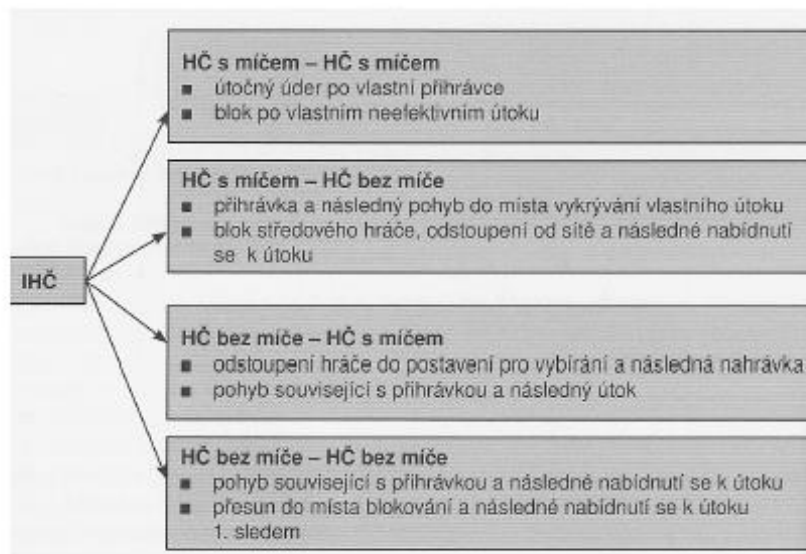 HČ s míčem – HČ s míčem
■ útočný úder po vlastní přihrávce
■ blok po vlastním neefektivním útoku
HČ s míčem – HČ bez míče
■ přihrávka a následný pohyb do místa vykrývání vlastního útoku
■ blok středového hráče, odstoupení od sítě a následné nabídnutí
se k útoku
IHČ
HČ bez míče – HČ s míčem
■ odstoupení hráče do postavení pro vybírání a následná nahrávka
■ pohyb související s přihrávkou a následný útok
HČ bez míče – HČ bez míče
■ pohyb související s přihrávkou a následné nabídnutí se k útoku
■ přesun do místa blokování a následné nabídnutí se k útoku
1. sledem